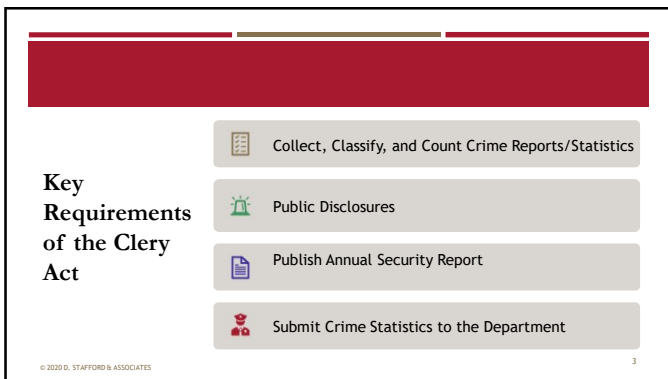 Key
Requirements
of the Clery
Act
Collect, Classify, and Count Crime Reports/Statistics
Public Disclosures
Publish Annual Security Report
Submit Crime Statistics to the Department
© 2020 D. STAFFORD & ASSOCIATES
3